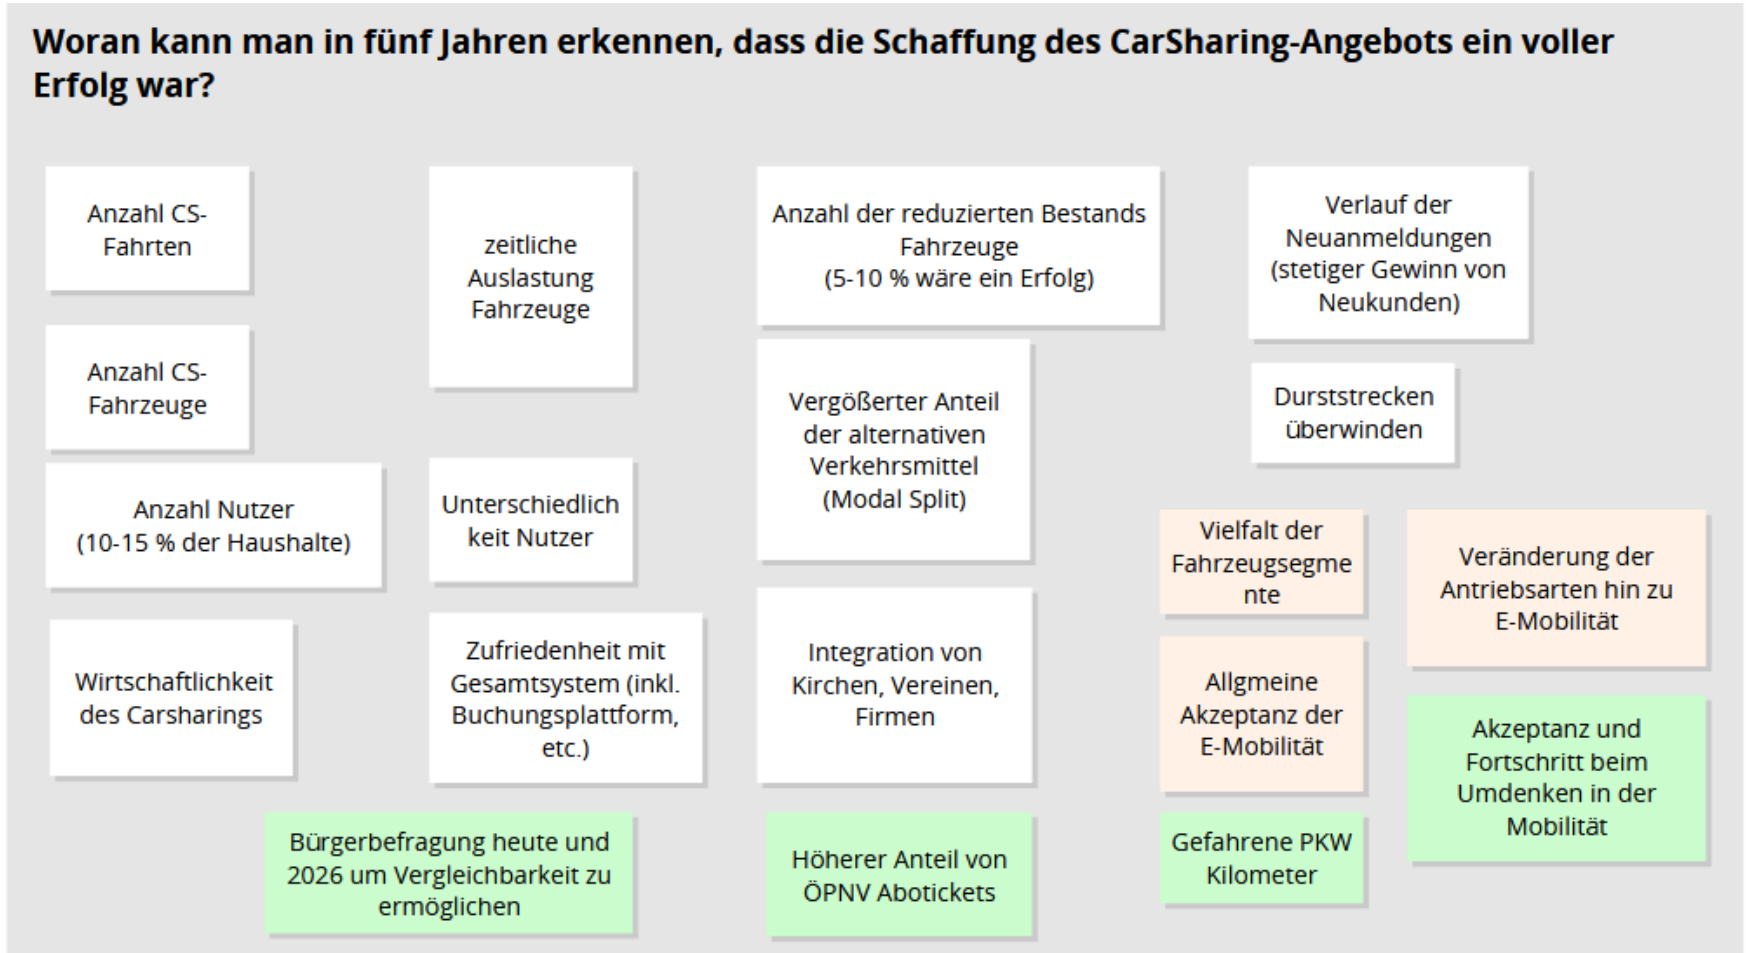 Woran kann man in fünf Jahren erkennen, dass die Schaffung des CarSharing-Angebots ein voller
Erfolg war?
Anzahl CS-
Fahrten
zeitliche
Auslastung
Fahrzeuge
Anzahl der reduzierten Bestands
Fahrzeuge
(5-10 % wäre ein Erfolg)
Verlauf der
Neuanmeldungen
(stetiger Gewinn von
Neukunden)
Anzahl CS-
Fahrzeuge
Vergößerter Anteil
der alternativen
Verkehrsmittel
(Modal Split)
Durststrecken
überwinden
Anzahl Nutzer
(10-15 % der Haushalte)
Unterschiedlich
keit Nutzer
Vielfalt der
Fahrzeugsegme
nte
Veränderung der
Antriebsarten hin zu
E-Mobilität
Wirtschaftlichkeit
des Carsharings
Zufriedenheit mit
Gesamtsystem (inkl.
Buchungsplattform,
etc.)
Integration von
Kirchen, Vereinen,
Firmen
Allgmeine
Akzeptanz der
E-Mobilität
Akzeptanz und
Fortschritt beim
Umdenken in der
Mobilität
Bürgerbefragung heute und
2026 um Vergleichbarkeit zu
ermöglichen
Höherer Anteil von
ÖPNV Abotickets
Gefahrene PKW
Kilometer